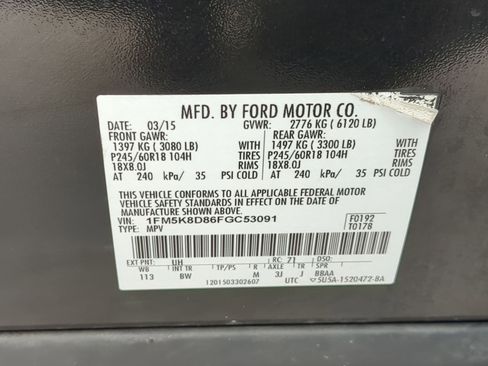 MFD. BY FORD MOTOR CO.
DATE: 03/15 GVWR: 2776 KG ( 6120 LB)
FRONT GAWR: REAR GAWR:
1397 KG ( 3080 LB) WITH 1497 KG ( 3300 LB) WITH
P245/60R18 104H TIRES P245/60R18 104H TIRES
18X8.0J RIMS 18X8.0J RIMS
AT 240 kPa/ 35 PSI COLD AT 240 kPa/ 35 PSI COLD
THIS VEHICLE CONFORMS TO ALL APPLICABLE FEDERAL MOTOR
VEHICLE SAFETY AND THEFT PREVENTION STANDARDS IN EFFECT ON THE
DATE OF MANUFACTURE SHOWN ABOVE.
VIN: 1FM5K8D86FGC53091 F0192
TYPE: MPV T0178
EXT PNT: UH RC: 71 DSO:
WB INT TR TP/PS R AXLE TR SPR
113 BW M 3J J BBAA
1201503302607 UTC 5U5A-1520472-BA